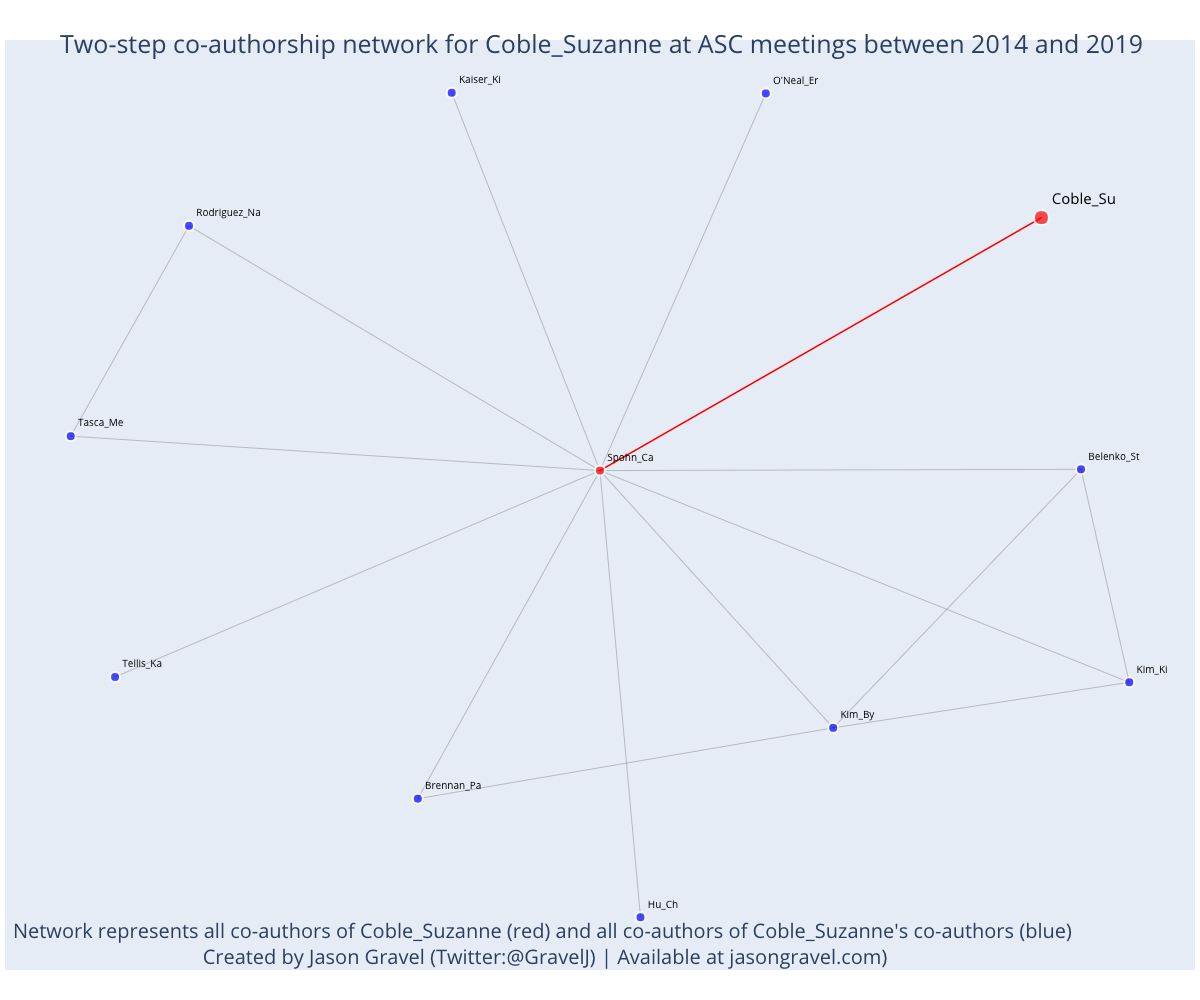 Two-step co-authorship network for Coble_Suzanne at ASC meetings between 2014 and 2019
Kaiser_Ki
O'Neal_Er
Coble_Su
Rodriguez_Na
Tasca_Me
Spohn_Ca
Belenko_St
Tellis_Ka
Kim_Ki
Kim_By
Brennan_Pa
Hu_Ch
Network represents all co-authors of Coble_Suzanne (red) and all co-authors of Coble_Suzanne's co-authors (blue)
Created by Jason Gravel (Twitter:@GravelJ) | Available at jasongravel.com)